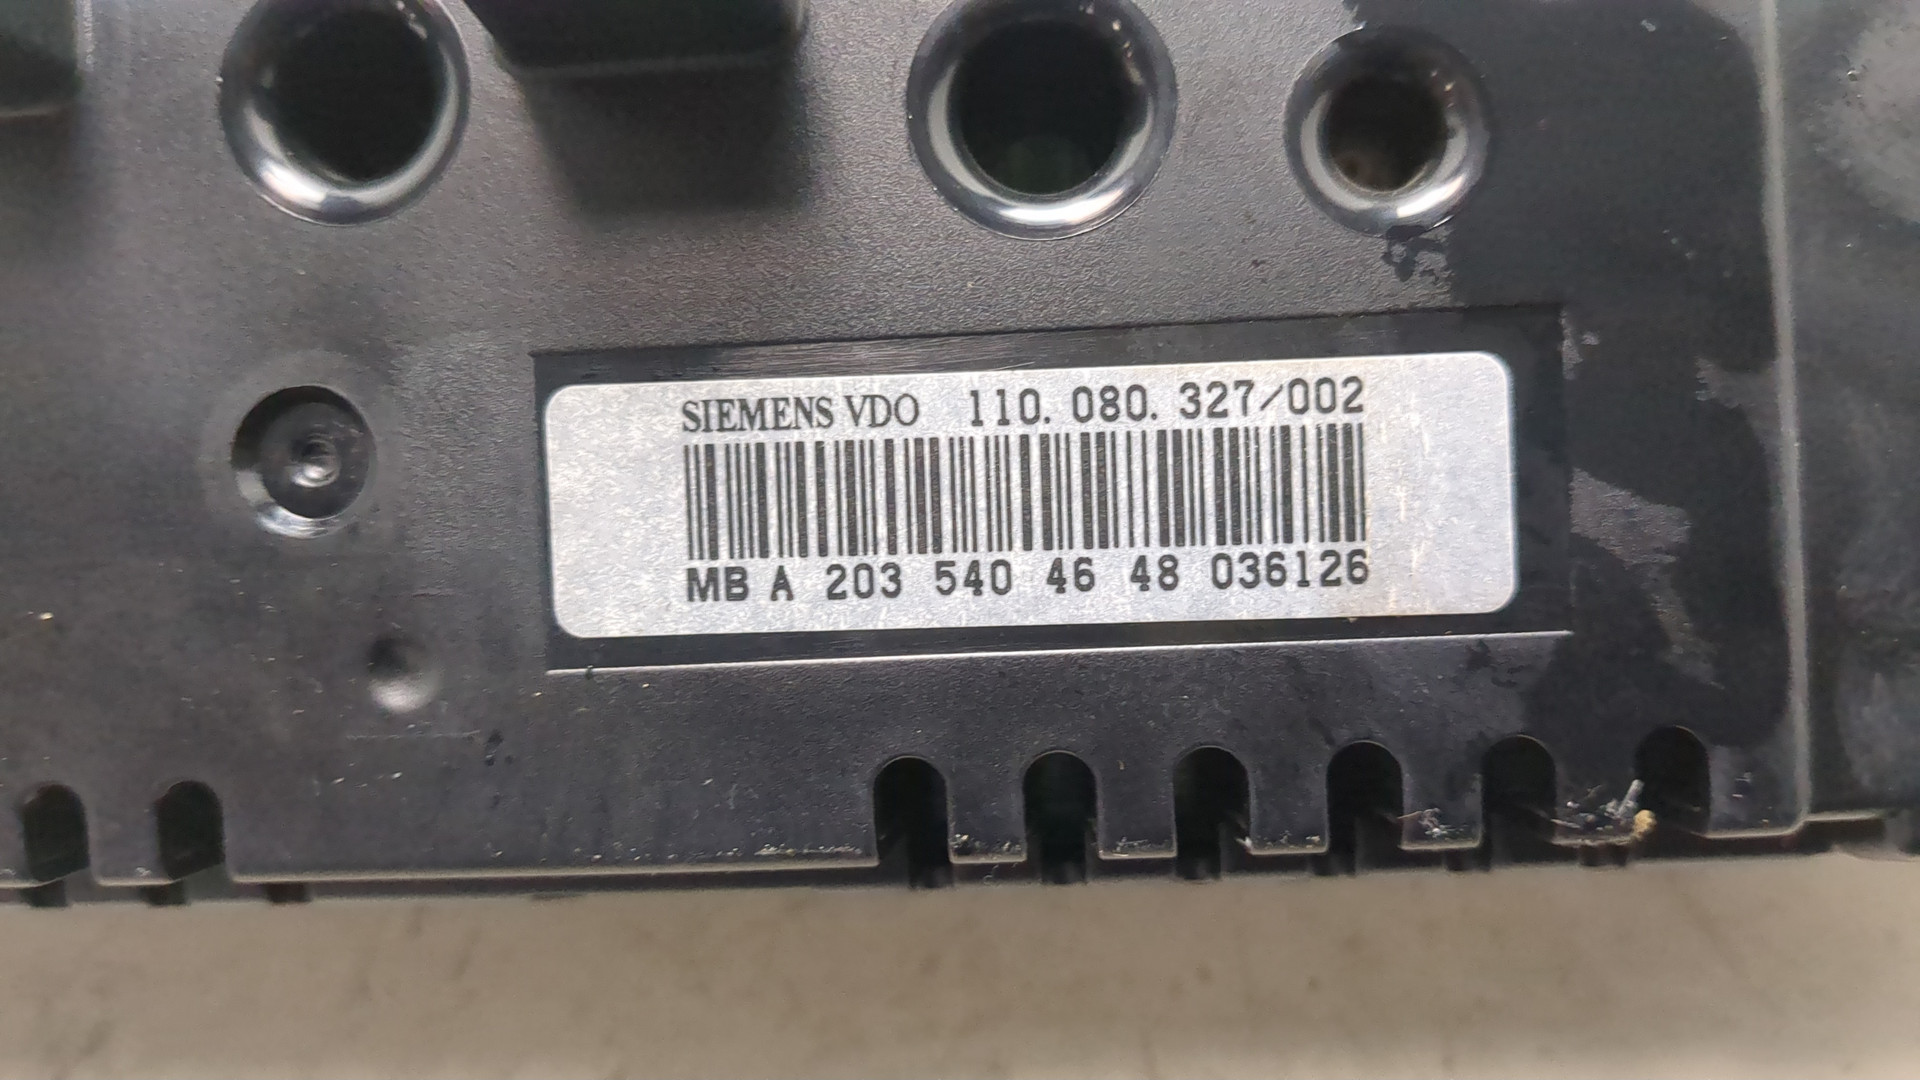 SIEMENS VDO 110. 080. 327/002
MB A 203 540 46 48 036126